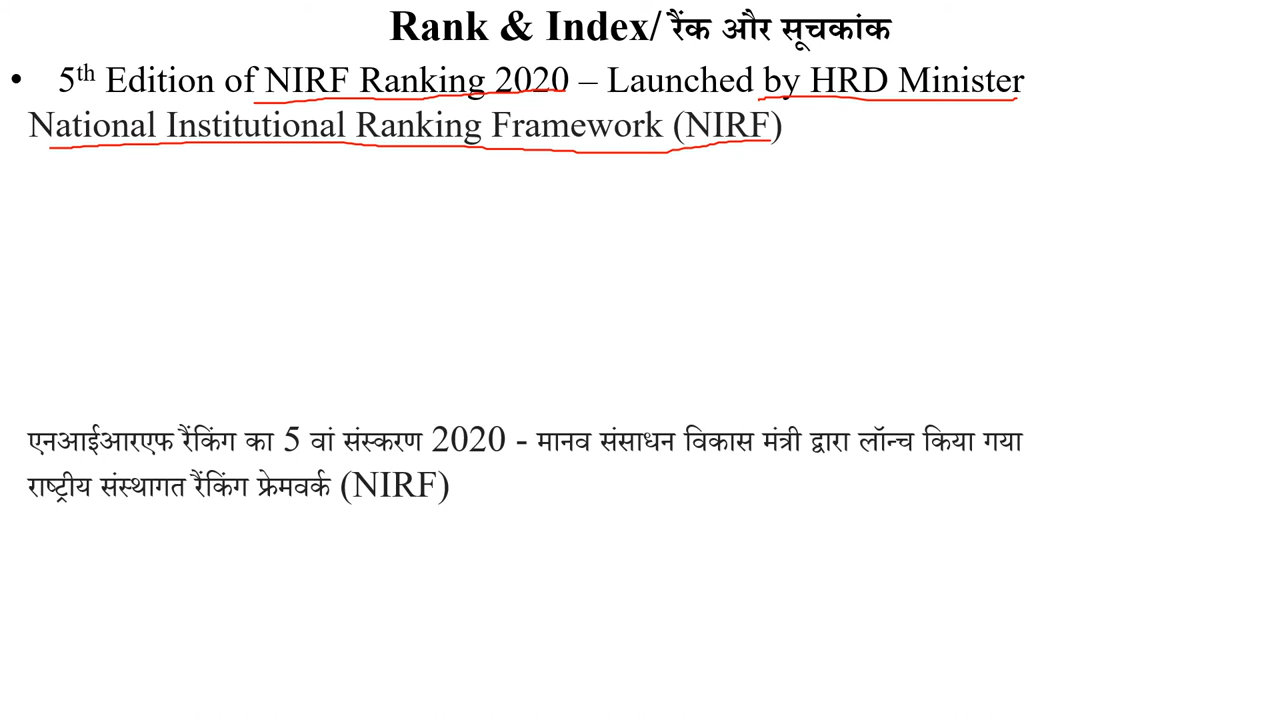 Rank & Index/ रैंक और सूचकांक
• 5th Edition of NIRF Ranking 2020 – Launched by HRD Minister
National Institutional Ranking Framework (NIRF)
एनआईआरएफ रैंकिंग का 5 वां संस्करण 2020 - मानव संसाधन विकास मंत्री द्वारा लॉन्च किया गया
राष्ट्रीय संस्थागत रैंकिंग फ्रेमवर्क (NIRF)